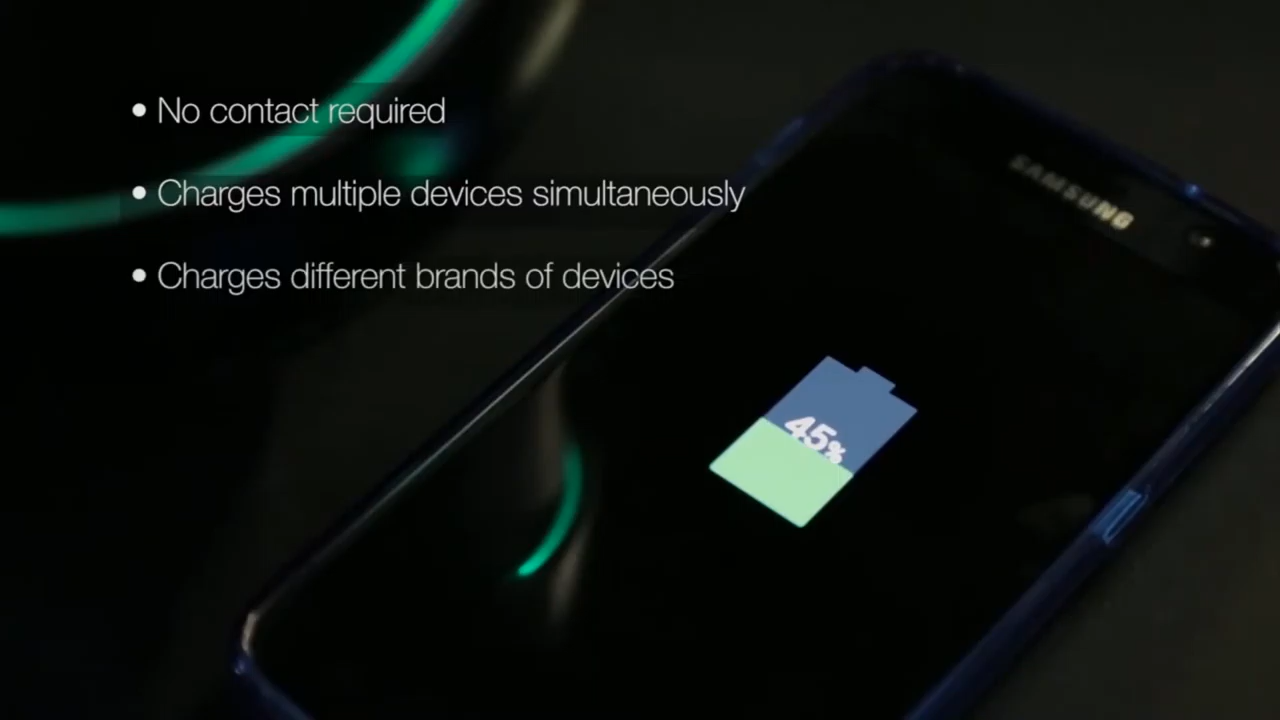 • No contact required
• Charges multiple devices simultaneously
• Charges different brands of devices
SAMSUNG
45%